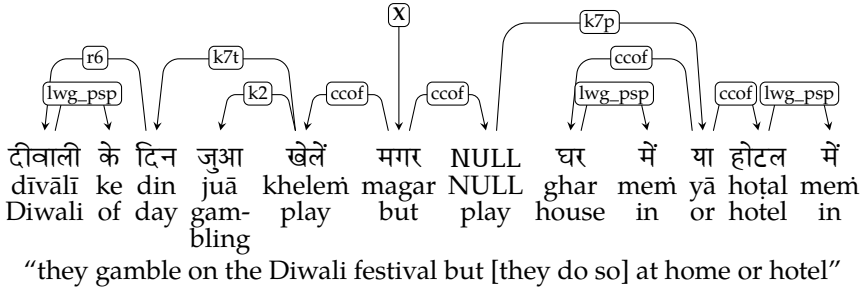 X
k7p
r6 k7t ccof
lwg_psp k2 ccof ccof lwg_psp ccof lwg_psp
दीवाली के दिन जुआ खेलें मगर NULL घर में या होटल में
dīvālī ke din juā kheleṁ magar NULL ghar meṁ yā hoṭal meṁ
Diwali of day gam- play but play house in or hotel in
bling
“they gamble on the Diwali festival but [they do so] at home or hotel”